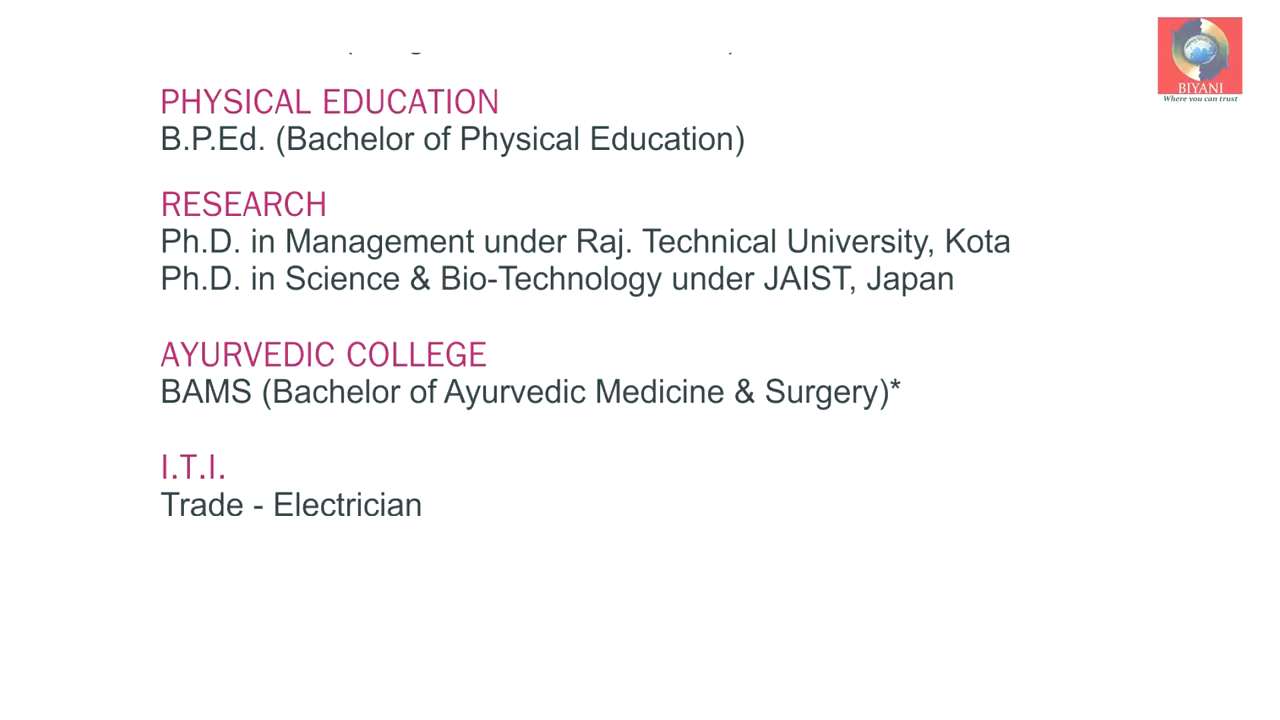 BIYANI
Where you can trust
PHYSICAL EDUCATION
B.P.Ed. (Bachelor of Physical Education)
RESEARCH
Ph.D. in Management under Raj. Technical University, Kota
Ph.D. in Science & Bio-Technology under JAIST, Japan
AYURVEDIC COLLEGE
BAMS (Bachelor of Ayurvedic Medicine & Surgery)*
I.T.I.
Trade - Electrician